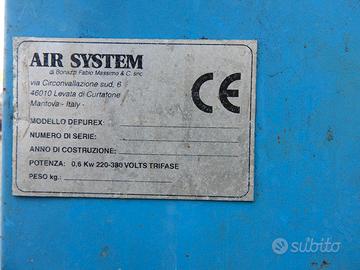 AIR SYSTEM
di Bonazzi Fabio Massimo & C. snc
via Circonvallazione sud, 6
46010 Levata di Curtatone
Mantova - Italy -
CE
MODELLO DEPUREX:
NUMERO DI SERIE:
ANNO DI COSTRUZIONE:
POTENZA: 0,6 Kw 220-380 VOLTS TRIFASE
PESO kg.:
subito